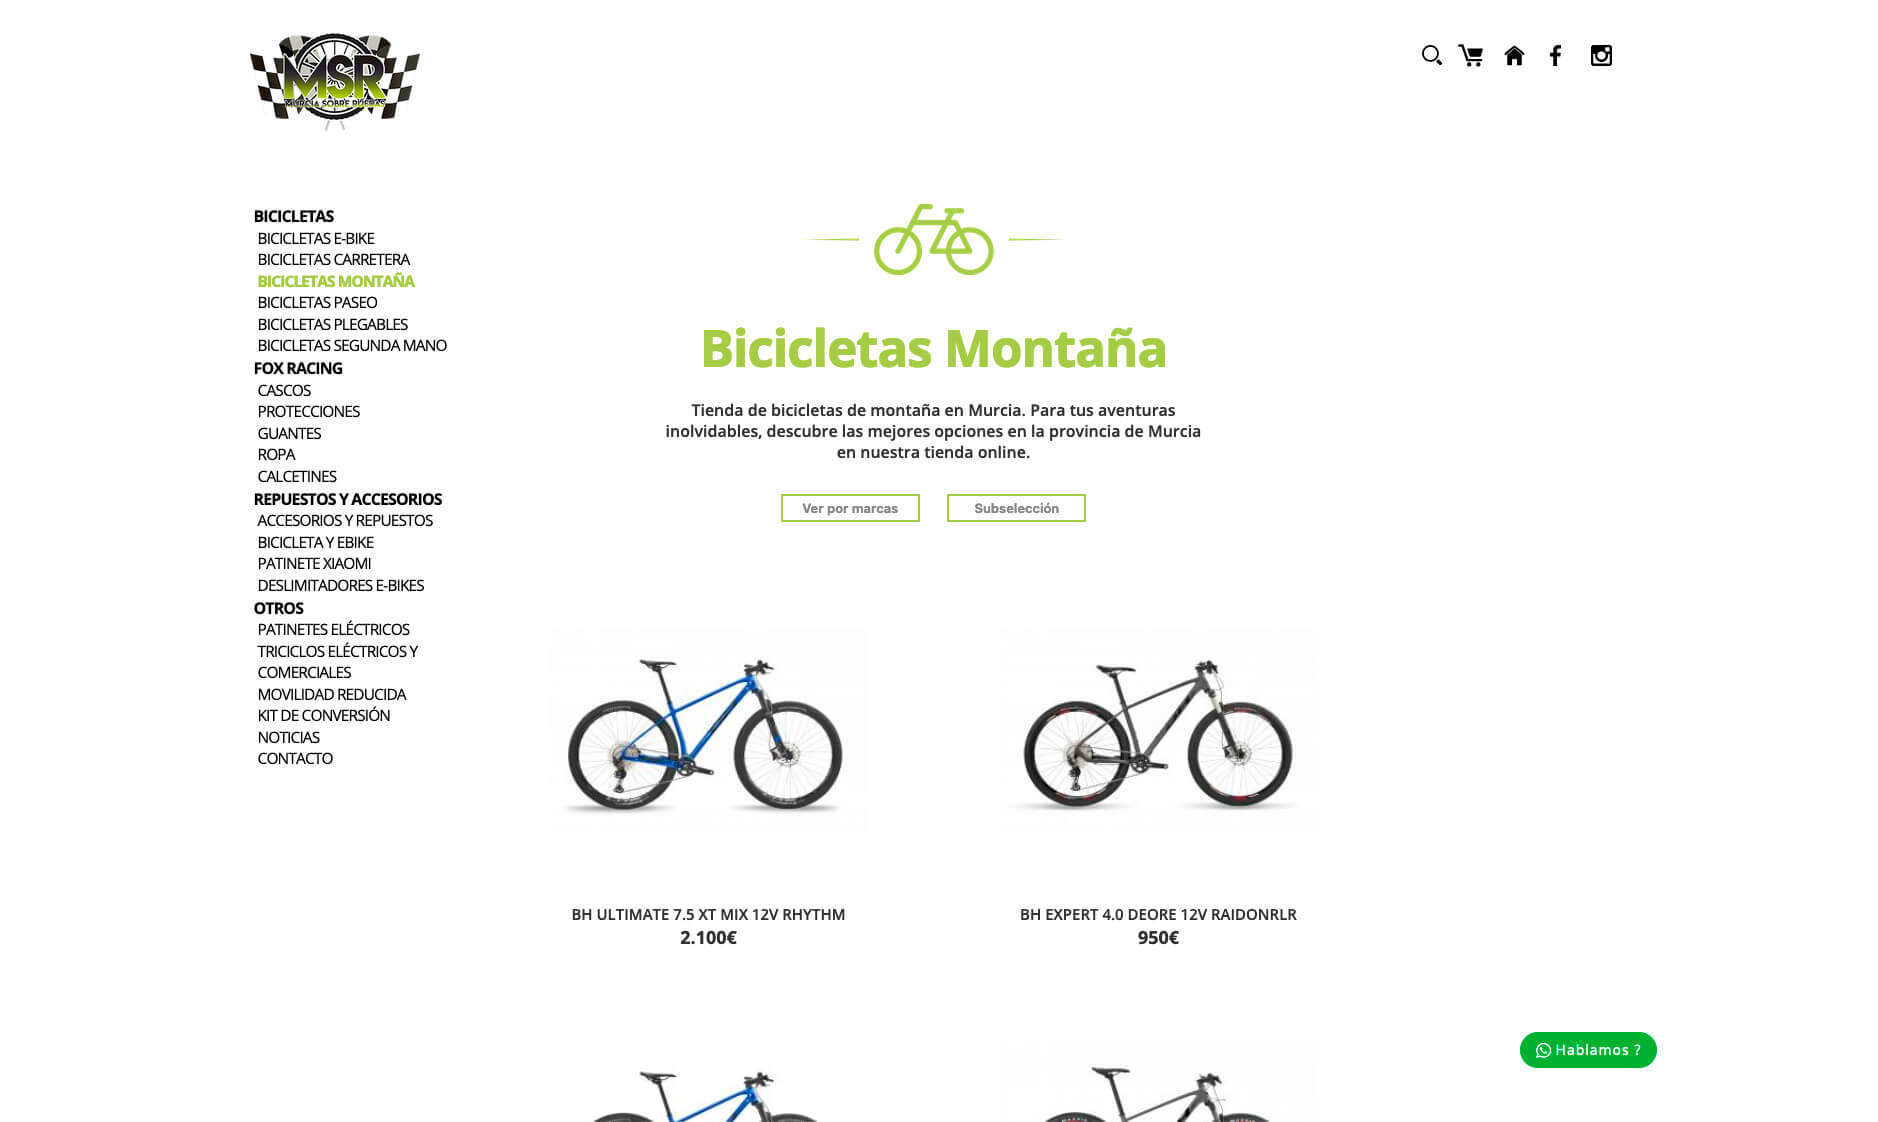 MSR
MURCIA SOBRE RUEDAS
BICICLETAS
BICICLETAS E-BIKE
BICICLETAS CARRETERA
BICICLETAS MONTAÑA
BICICLETAS PASEO
BICICLETAS PLEGABLES
BICICLETAS SEGUNDA MANO
FOX RACING
CASCOS
PROTECCIONES
GUANTES
ROPA
CALCETINES
REPUESTOS Y ACCESORIOS
ACCESORIOS Y REPUESTOS
BICICLETA Y EBIKE
PATINETE XIAOMI
DESLIMITADORES E-BIKES
OTROS
PATINETES ELÉCTRICOS
TRICICLOS ELÉCTRICOS Y
COMERCIALES
MOVILIDAD REDUCIDA
KIT DE CONVERSIÓN
NOTICIAS
CONTACTO
Bicicletas Montaña
Tienda de bicicletas de montaña en Murcia. Para tus aventuras
inolvidables, descubre las mejores opciones en la provincia de Murcia
en nuestra tienda online.
Ver por marcas
Subselección
BH ULTIMATE 7.5 XT MIX 12V RHYTHM
2.100€
BH EXPERT 4.0 DEORE 12V RAIDONRLR
950€
Hablamos ?